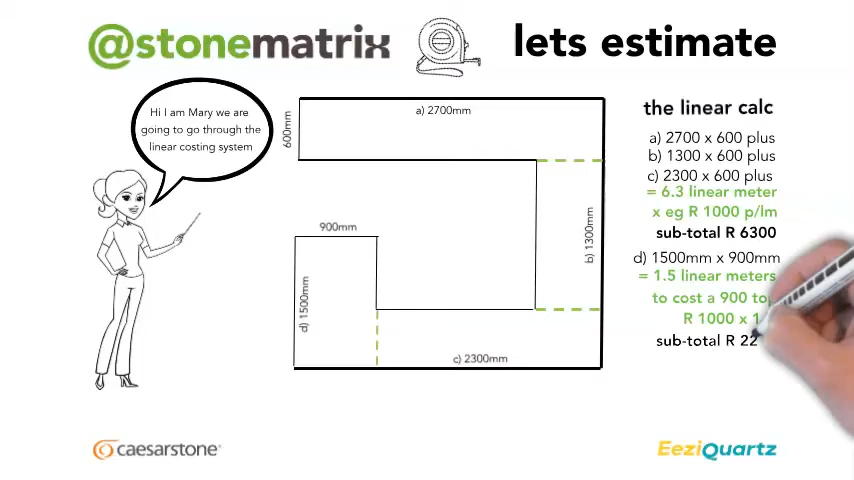 @stonematrix
lets estimate
Hi I am Mary we are
going to go through the
linear costing system
a) 2700mm
600mm
900mm
b) 1300mm
d) 1500mm
c) 2300mm
the linear calc
a) 2700 x 600 plus
b) 1300 x 600 plus
c) 2300 x 600 plus
= 6.3 linear meter
x eg R 1000 p/lm
sub-total R 6300
d) 1500mm x 900mm
= 1.5 linear meters
to cost a 900
R 1000 x
sub-total R 22
caesarstone
EeziQuartz